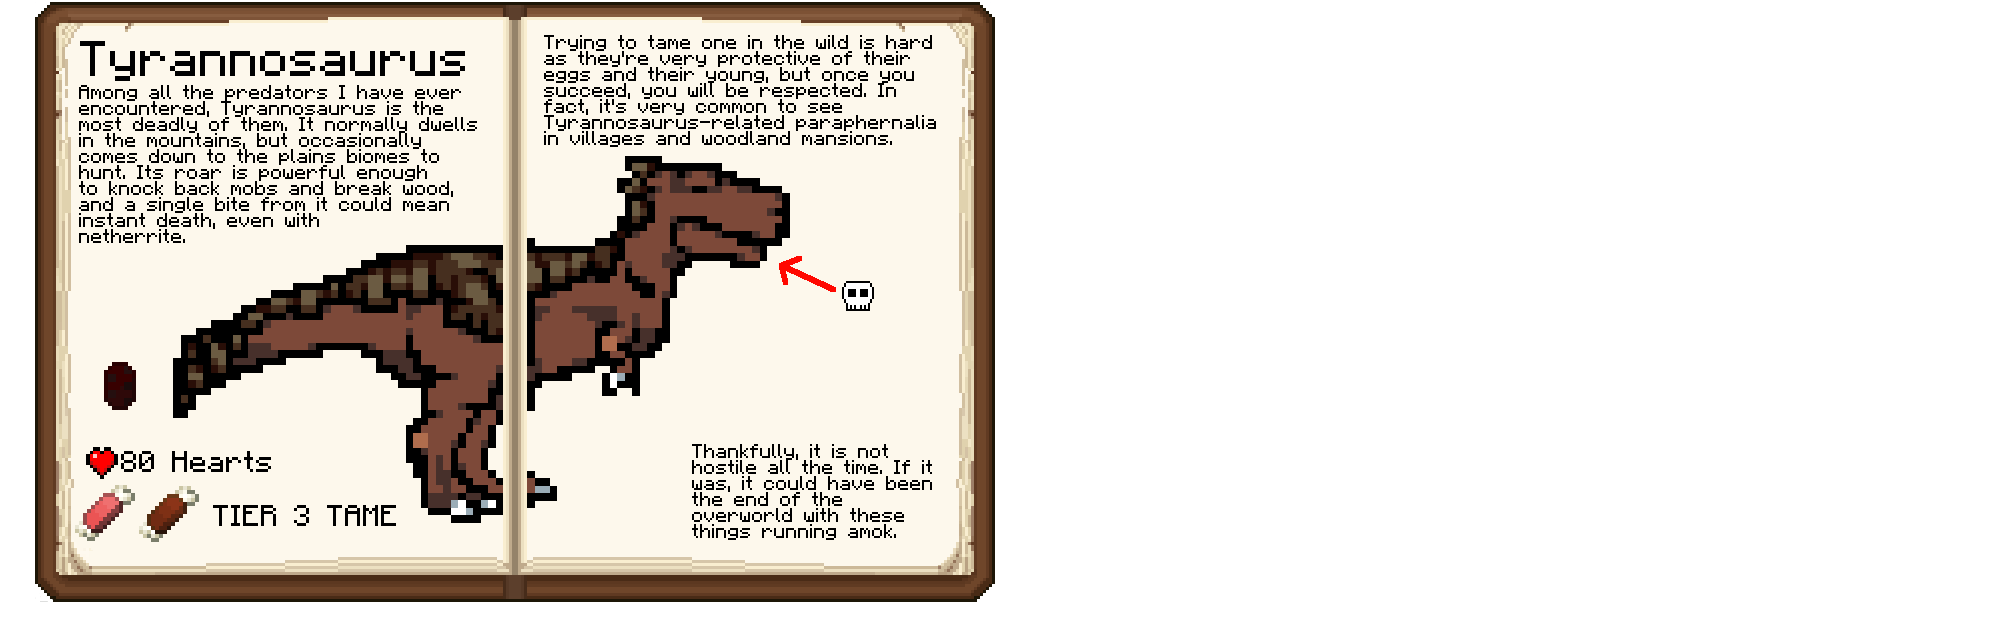 Tyrannosaurus
Among all the predators I have ever
encountered, Tyrannosaurus is the
most deadly of them. It normally dwells
in the mountains, but occasionally
comes down to the plains biomes to
hunt. Its roar is powerful enough
to knock back mobs and break wood,
and a single bite from it could mean
instant death, even with
netherrite.
80 Hearts
TIER 3 TAME
Trying to tame one in the wild is hard
as they're very protective of their
eggs and their young, but once you
succeed, you will be respected. In
fact, it's very common to see
Tyrannosaurus-related paraphernalia
in villages and woodland mansions.
Thankfully, it is not
hostile all the time. If it
was, it could have been
the end of the
overworld with these
things running amok.